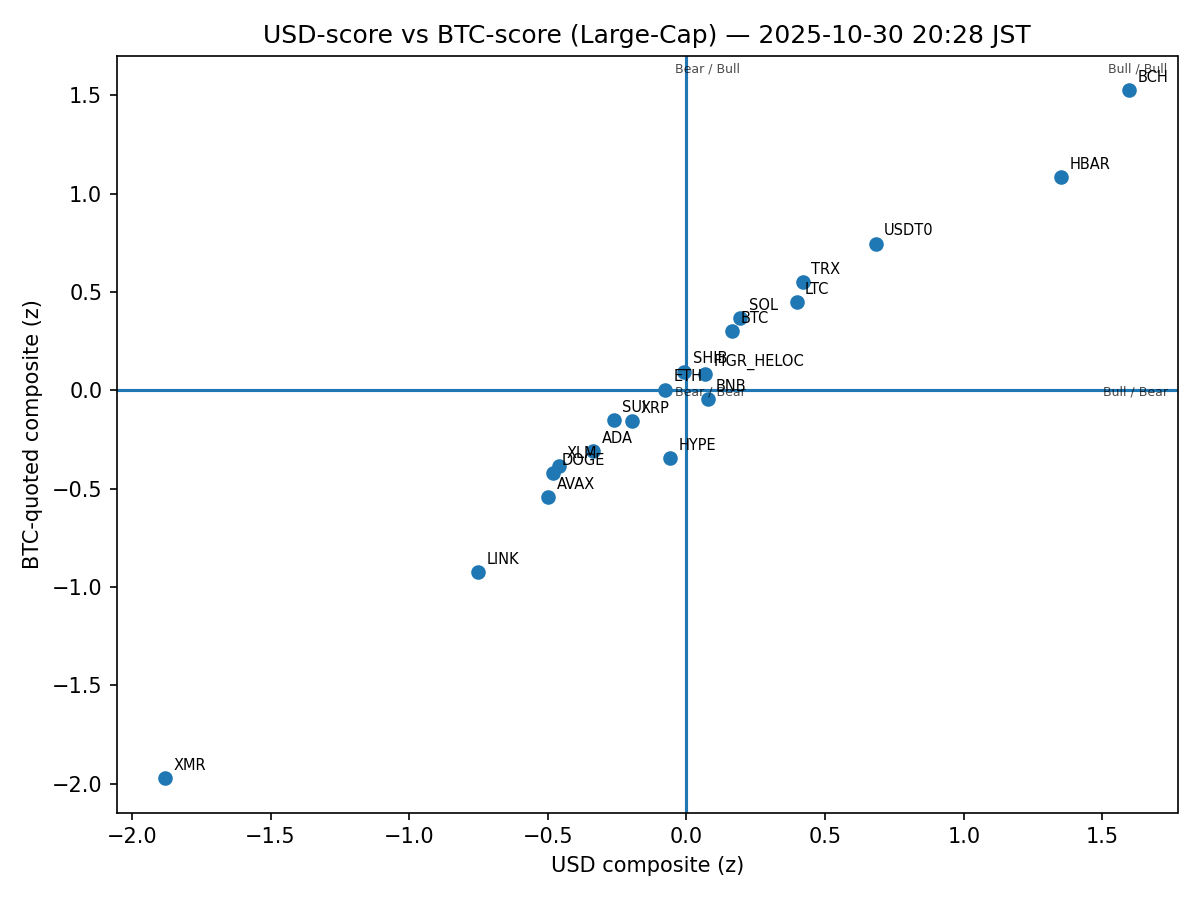 USD-score vs BTC-score (Large-Cap) — 2025-10-30 20:28 JST
Bear / Bull
Bull / Bull
BCH
HBAR
USDT0
TRX
LTC
SOL
BTC
SHIB
FIGR_HELOC
ETH
BNB
Bear / Bear
Bull / Bear
SUI
XRP
ADA
HYPE
XLM
DOGE
AVAX
LINK
XMR
1.5
1.0
0.5
0.0
−0.5
−1.0
−1.5
−2.0
BTC-quoted composite (z)
−2.0 −1.5 −1.0 −0.5 0.0 0.5 1.0 1.5
USD composite (z)